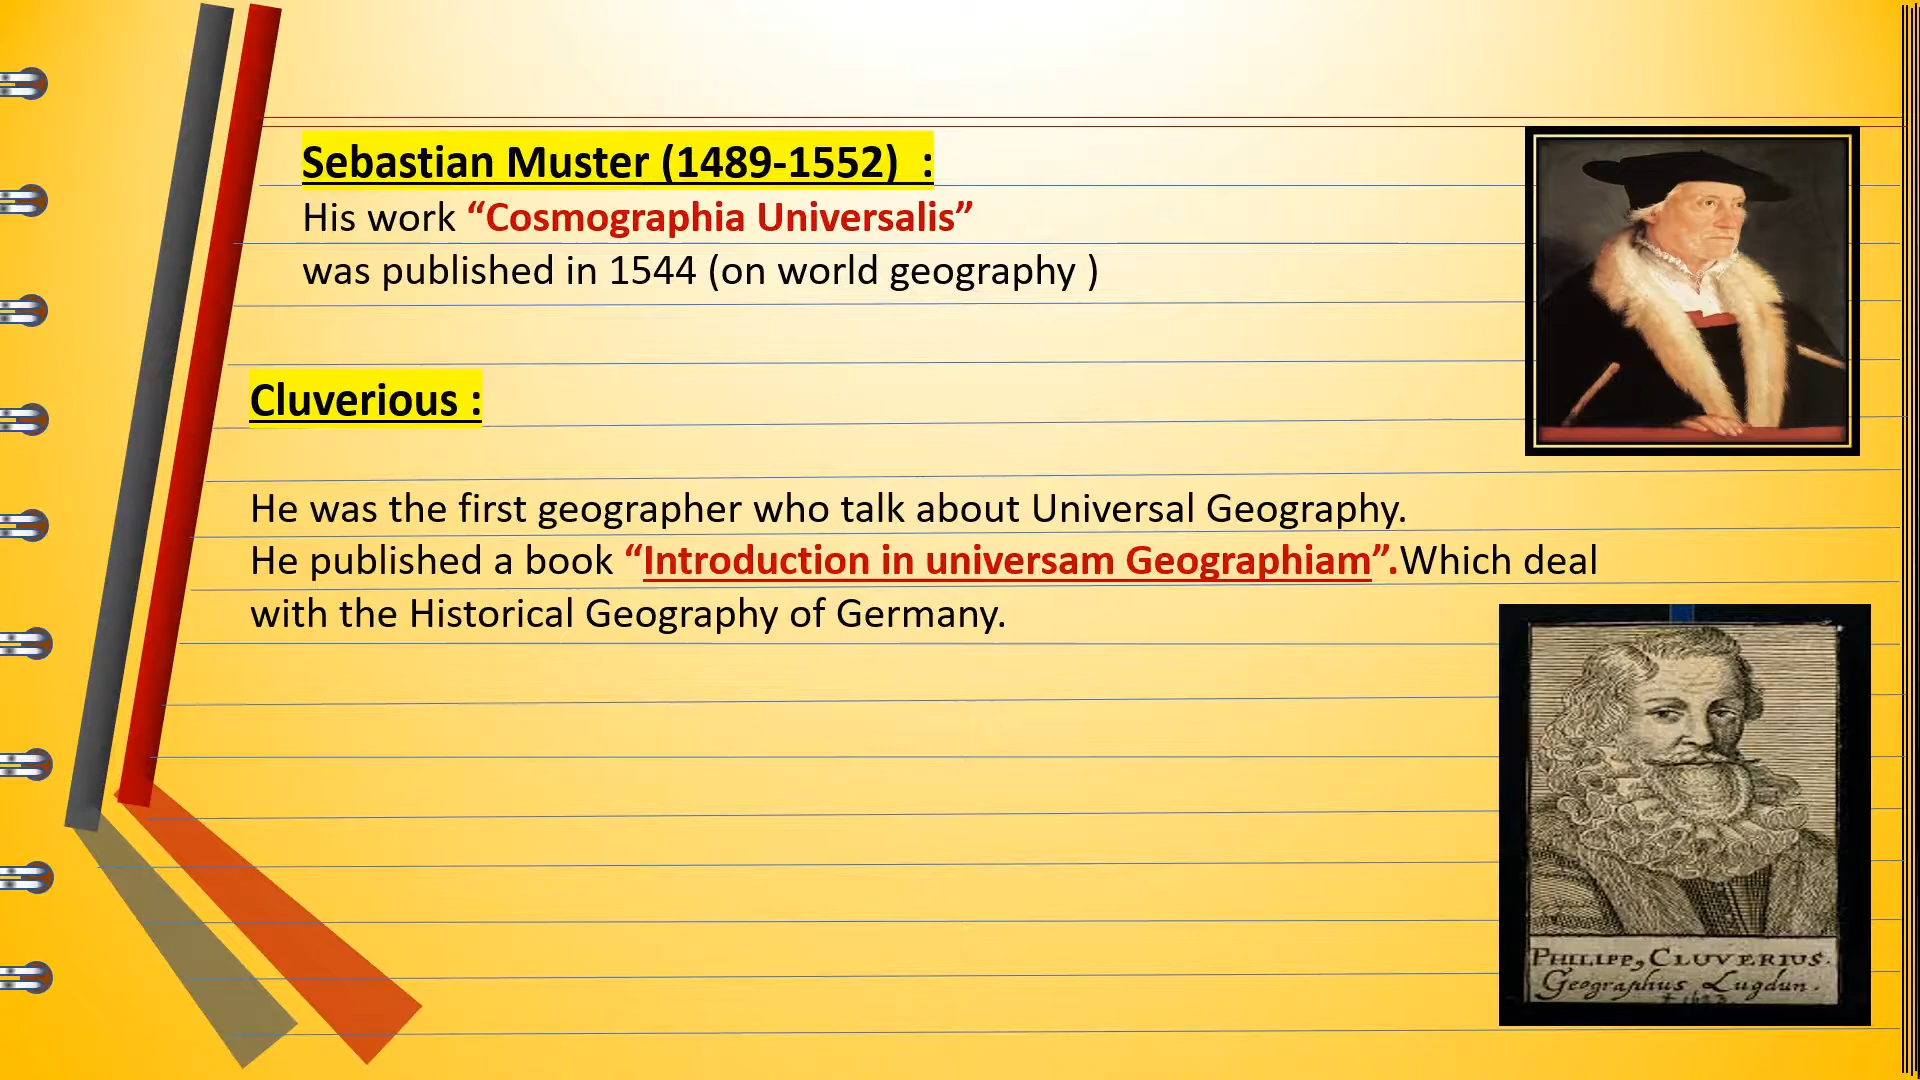 Sebastian Muster (1489-1552)  :
His work “Cosmographia Universalis”
was published in 1544 (on world geography )
Cluverious :
He was the first geographer who talk about Universal Geography.
He published a book “Introduction in universam Geographiam”.Which deal
with the Historical Geography of Germany.
PHILIPP, CLUVERIUS.
Geographus Lugdun.